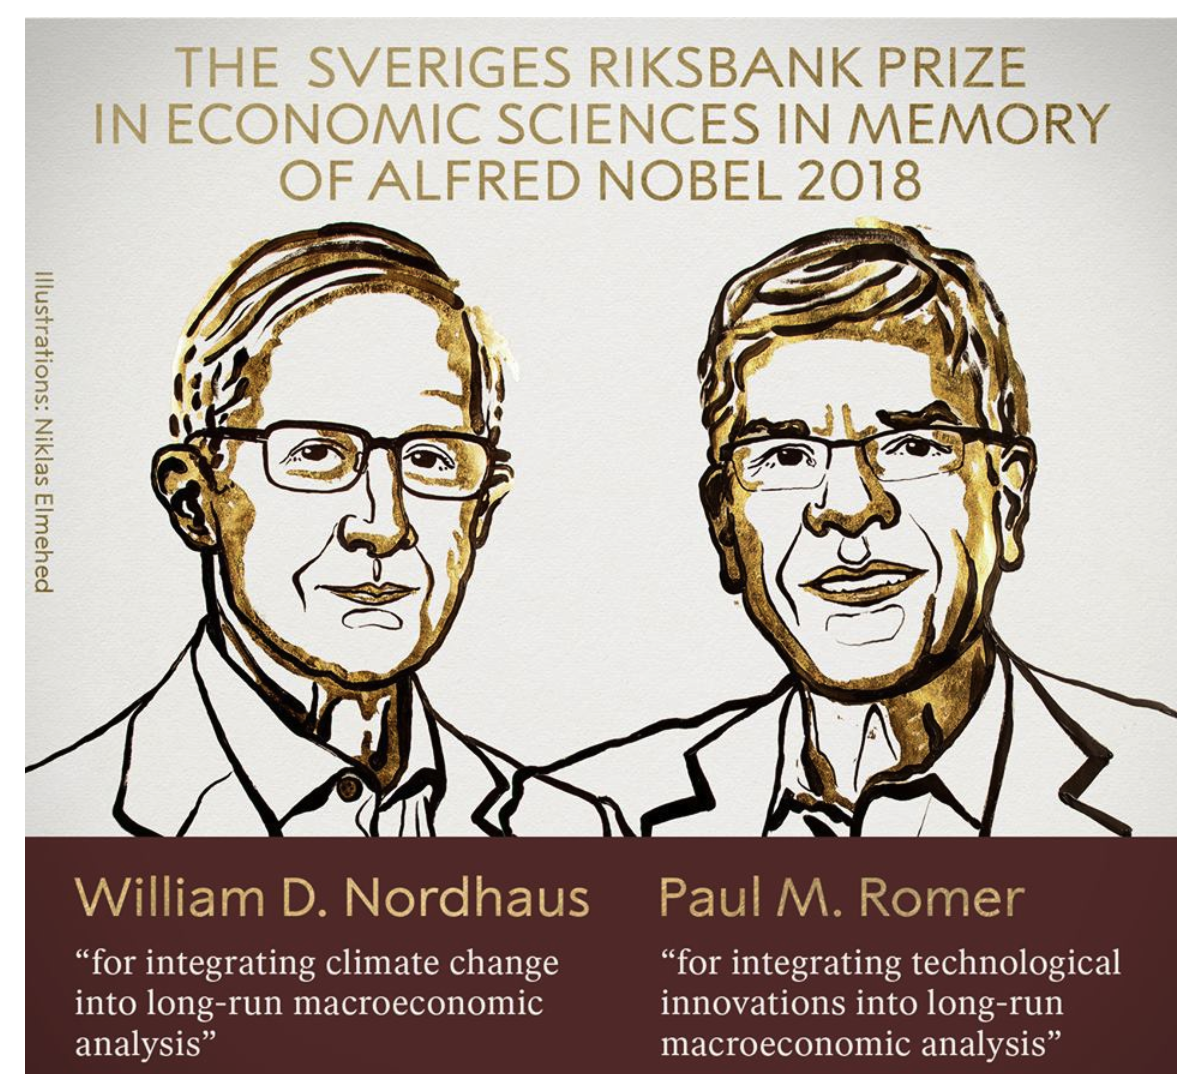 THE SVERIGES RIKSBANK PRIZE
IN ECONOMIC SCIENCES IN MEMORY
OF ALFRED NOBEL 2018
Illustrations: Niklas Elmehed
William D. Nordhaus
“for integrating climate change
into long-run macroeconomic
analysis”
Paul M. Romer
“for integrating technological
innovations into long-run
macroeconomic analysis”